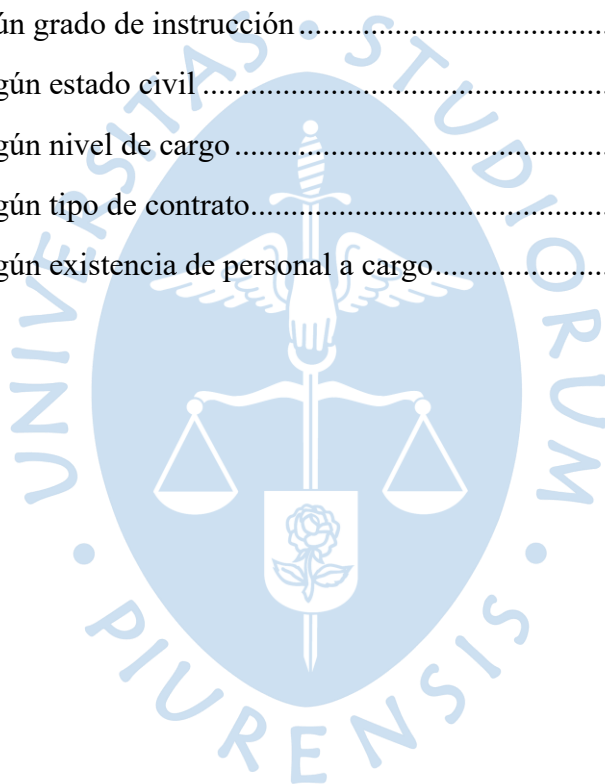 ún grado de instrucción.........................................
gún estado civil.......................................................
gún nivel de cargo...................................................
gún tipo de contrato................................................
gún existencia de personal a cargo.......................
UNIVERSITAS • STUDIORUM • PIURENSIS •